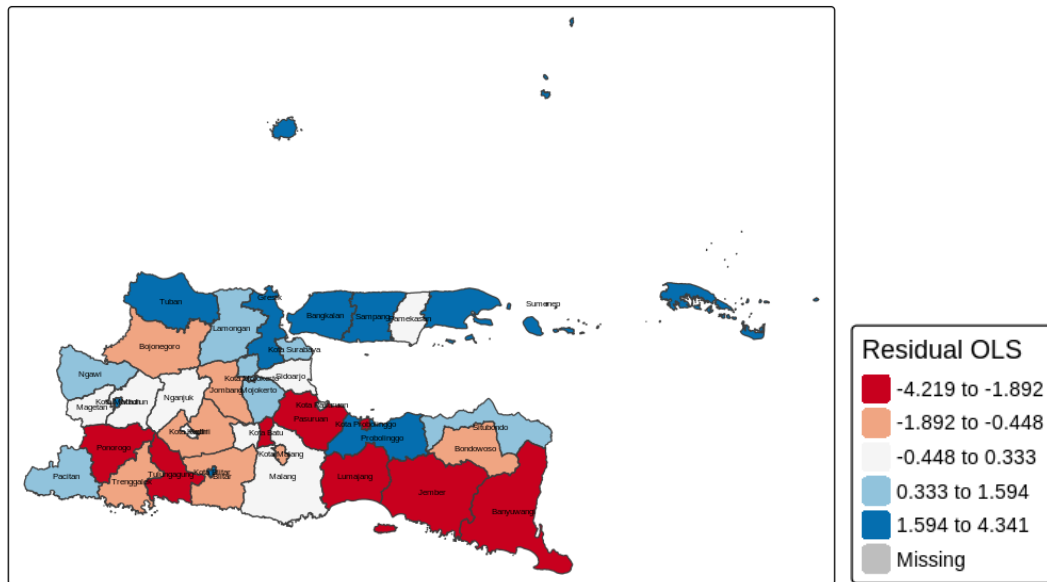 Sumenep
Tuban
Gresik
Bangkalan
Sampang
Pamekasan
Lamongan
Bojonegoro
Kota Surabaya
Sidoarjo
Ngawi
Kota Mojokerto
Mojokerto
Jombang
Nganjuk
Magetan
Pasuruan
Kota Probolinggo
Probolinggo
Situbondo
Bondowoso
Kota Batu
Kota Malang
Malang
Ponorogo
Pacitan
Trenggalek
Tulungagung
Kota Blitar
Blitar
Lumajang
Jember
Banyuwangi
Residual OLS
-4.219 to -1.892
-1.892 to -0.448
-0.448 to 0.333
0.333 to 1.594
1.594 to 4.341
Missing